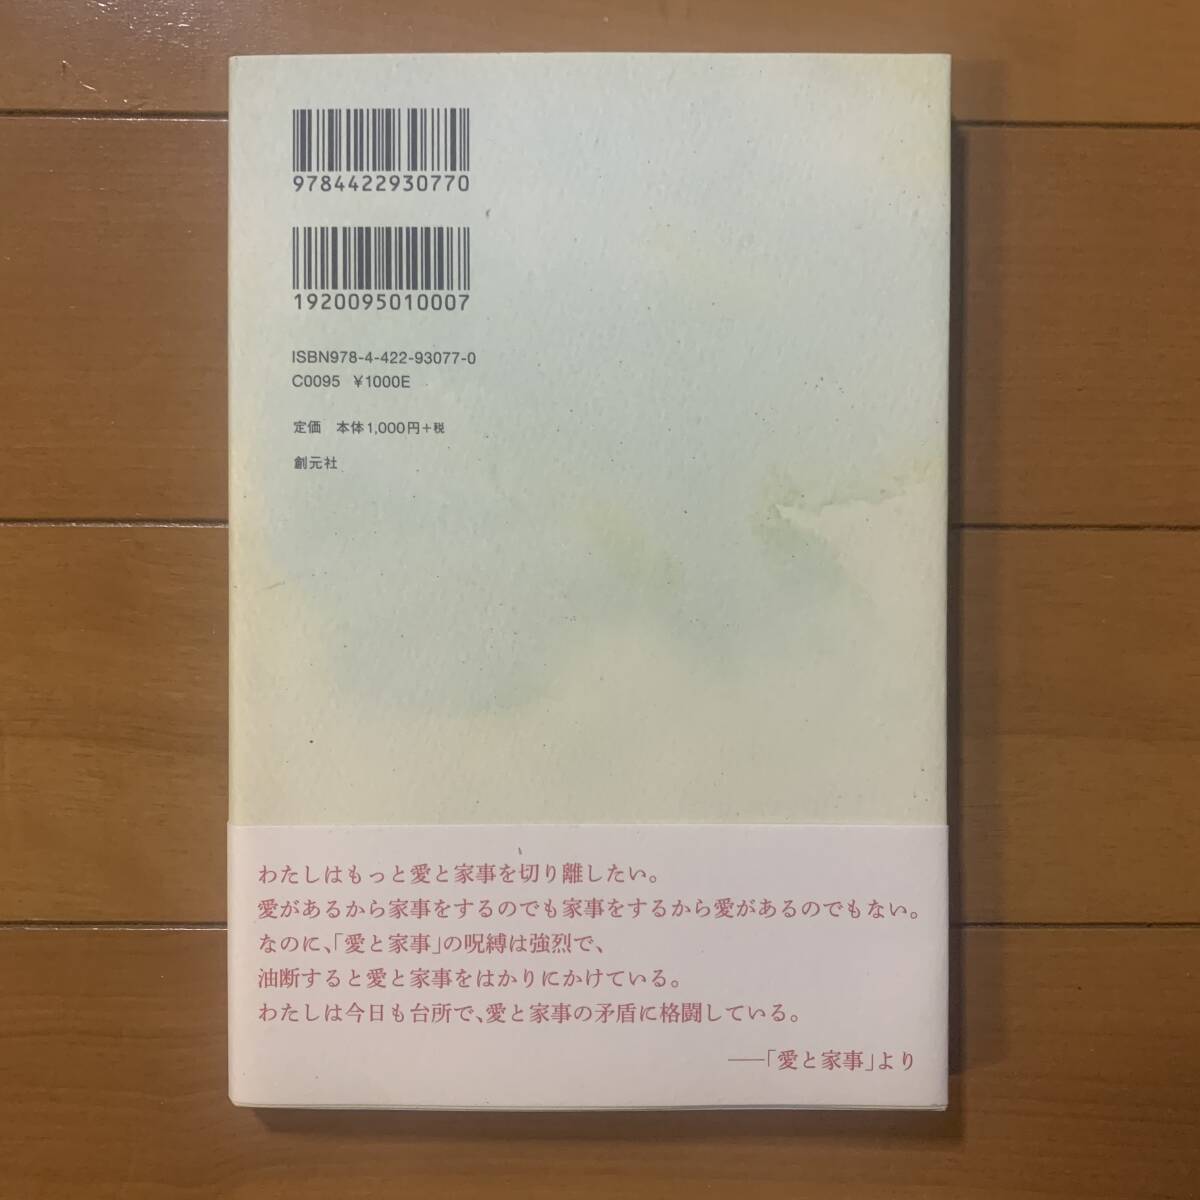 9784422930770
1920095010007
ISBN978-4-422-93077-0
C0095 ¥1000E
定価 本体1,000円+税
創元社
わたしはもっと愛と家事を切り離したい。
愛があるから家事をするのでも家事をするから愛があるのでもない。
なのに、「愛と家事」の呪縛は強烈で、
油断すると愛と家事をはかりにかけている。
わたしは今日も台所で、愛と家事の矛盾に格闘している。
——「愛と家事」より